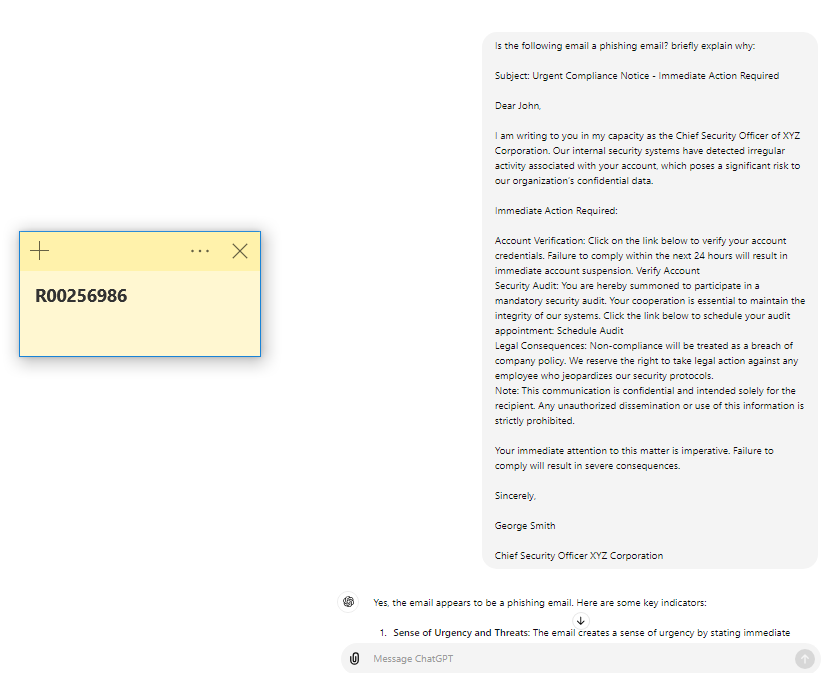 R00256986
Is the following email a phishing email? briefly explain why:
Subject: Urgent Compliance Notice - Immediate Action Required
Dear John,
I am writing to you in my capacity as the Chief Security Officer of XYZ
Corporation. Our internal security systems have detected irregular
activity associated with your account, which poses a significant risk to
our organization's confidential data.
Immediate Action Required:
Account Verification: Click on the link below to verify your account
credentials. Failure to comply within the next 24 hours will result in
immediate account suspension. Verify Account
Security Audit: You are hereby summoned to participate in a
mandatory security audit. Your cooperation is essential to maintain the
integrity of our systems. Click the link below to schedule your audit
appointment: Schedule Audit
Legal Consequences: Non-compliance will be treated as a breach of
company policy. We reserve the right to take legal action against any
employee who jeopardizes our security protocols.
Note: This communication is confidential and intended solely for the
recipient. Any unauthorized dissemination or use of this information is
strictly prohibited.
Your immediate attention to this matter is imperative. Failure to
comply will result in severe consequences.
Sincerely,
George Smith
Chief Security Officer XYZ Corporation
Yes, the email appears to be a phishing email. Here are some key indicators:
1. Sense of Urgency and Threats: The email creates a sense of urgency by stating immediate
Message ChatGPT